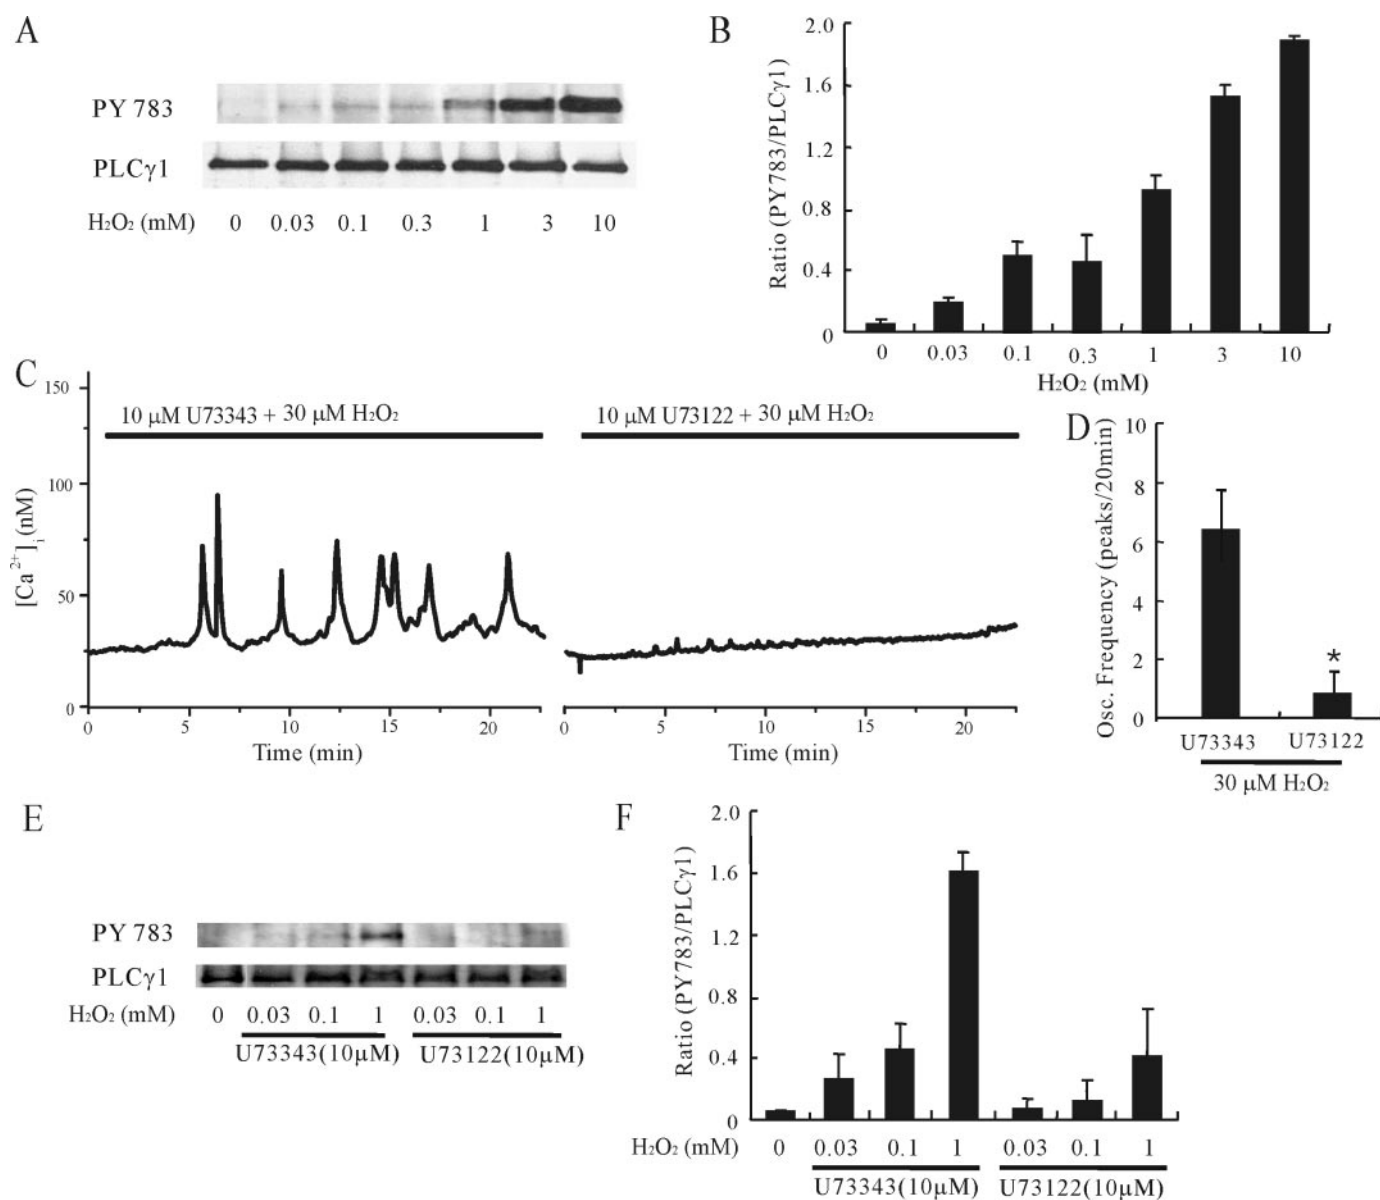 A
PY 783
PLCγ1
H₂O₂ (mM) 0 0.03 0.1 0.3 1 3 10
B
Ratio (PY783/PLCγ1)
2.0
1.6
1.2
0.8
0.4
0
0 0.03 0.1 0.3 1 3 10
H₂O₂ (mM)
C
[Ca²⁺]ᵢ (nM)
150
100
50
0
10 μM U73343 + 30 μM H₂O₂
0 5 10 15 20
Time (min)
10 μM U73122 + 30 μM H₂O₂
0 5 10 15 20
Time (min)
D
Osc. Frequency (peaks/20min)
10
8
6
4
2
0
*
U73343 U73122
30 μM H₂O₂
E
PY 783
PLCγ1
H₂O₂ (mM) 0 0.03 0.1 1 0.03 0.1 1
U73343(10μM) U73122(10μM)
F
Ratio (PY783/PLCγ1)
2.0
1.6
1.2
0.8
0.4
0
H₂O₂ (mM) 0 0.03 0.1 1 0.03 0.1 1
U73343(10μM) U73122(10μM)